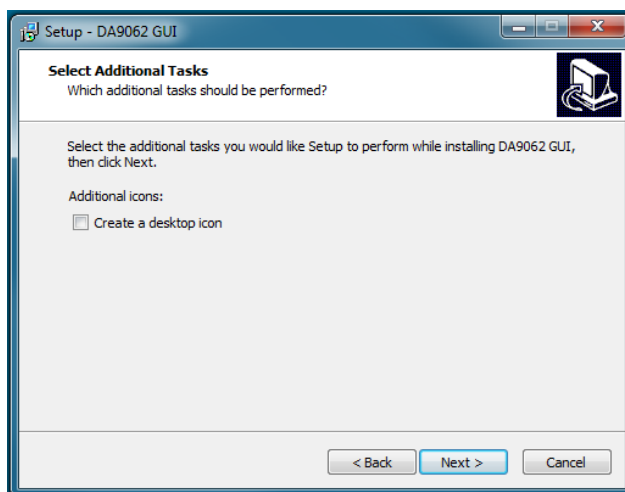 Setup - DA9062 GUI
Select Additional Tasks
Which additional tasks should be performed?
Select the additional tasks you would like Setup to perform while installing DA9062 GUI,
then click Next.
Additional icons:
Create a desktop icon
< Back
Next >
Cancel